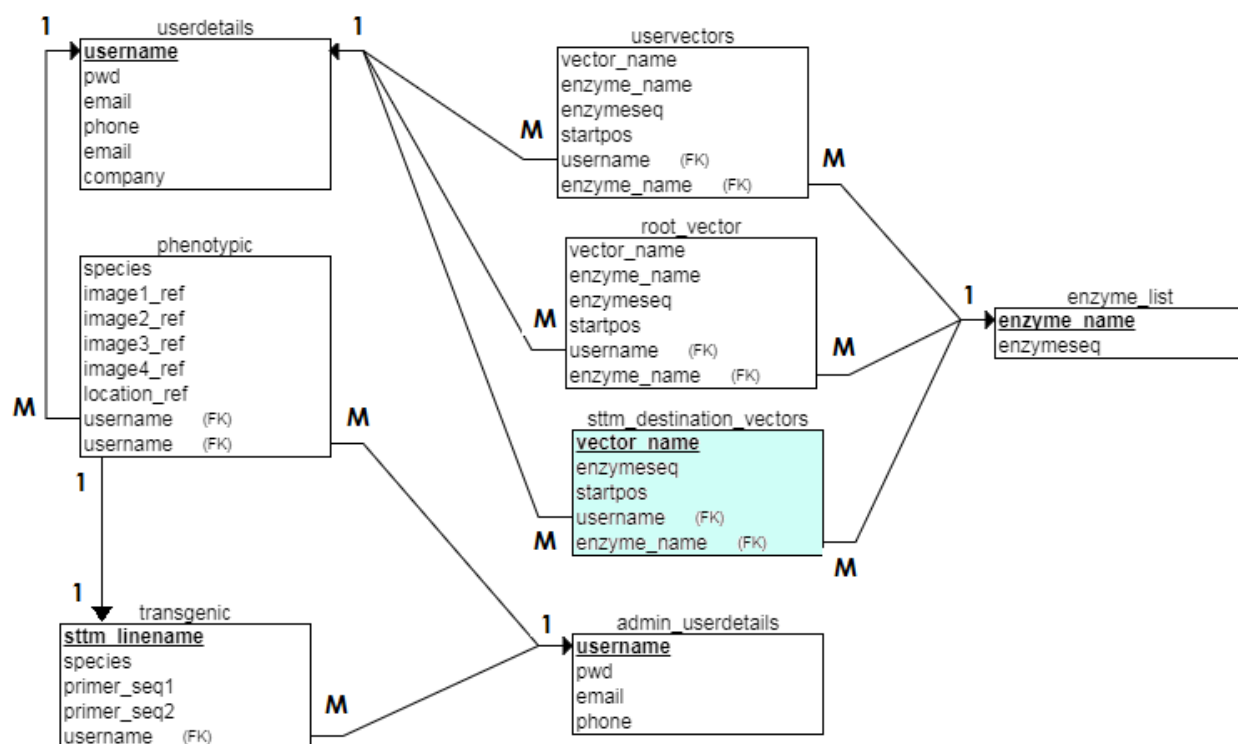 1
userdetails
username
pwd
email
phone
email
company
1
uservectors
vector_name
enzyme_name
enzymeseq
startpos
username (FK)
enzyme_name (FK)
M
M
root_vector
vector_name
enzyme_name
enzymeseq
startpos
username (FK)
enzyme_name (FK)
M
M
1
enzyme_list
enzyme_name
enzymeseq
phenotypic
species
image1_ref
image2_ref
image3_ref
image4_ref
location_ref
username (FK)
username (FK)
M
M
1
sttm_destination_vectors
vector_name
enzymeseq
startpos
username (FK)
enzyme_name (FK)
M
M
1
transgenic
sttm_linename
species
primer_seq1
primer_seq2
username (FK)
M
1
admin_userdetails
username
pwd
email
phone